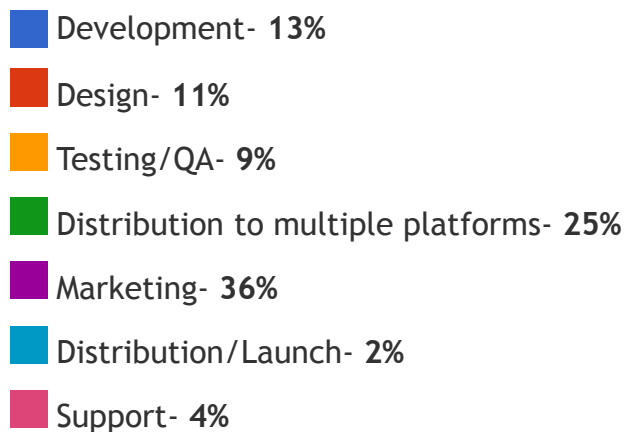 Development- 13%
Design- 11%
Testing/QA- 9%
Distribution to multiple platforms- 25%
Marketing- 36%
Distribution/Launch- 2%
Support- 4%